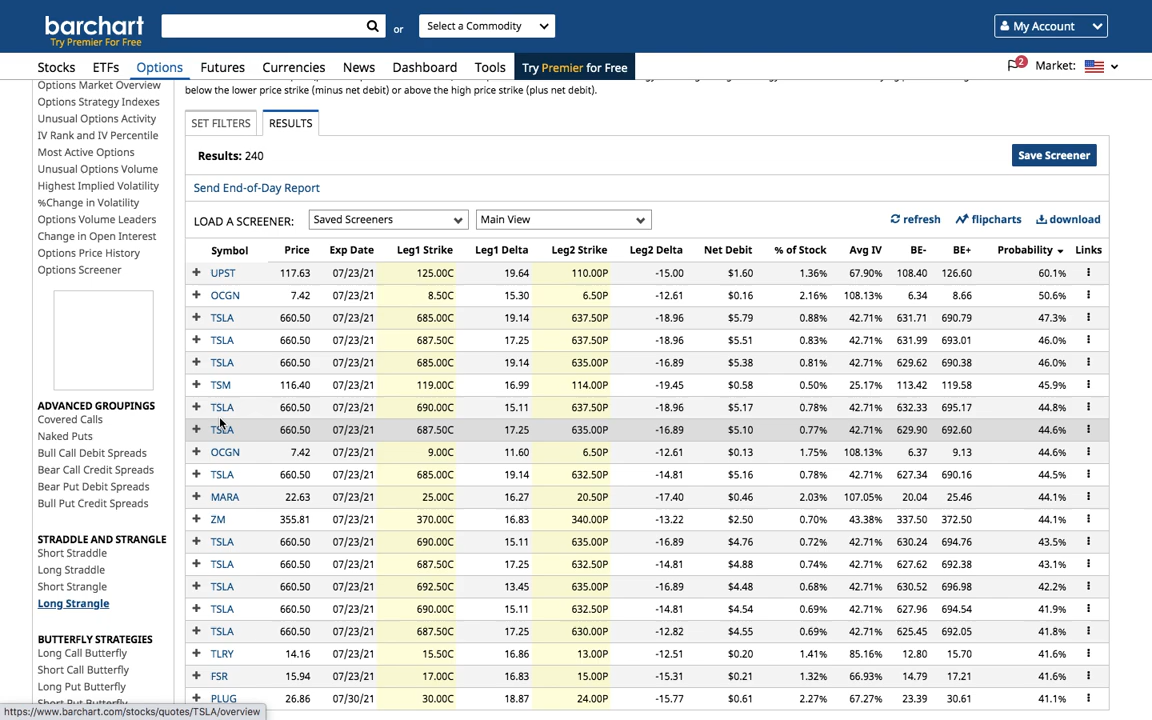 barchart
Try Premier For Free
or
Select a Commodity
My Account
Stocks ETFs Options Futures Currencies News Dashboard Tools Try Premier for Free
2 Market:
Options Market Overview
Options Strategy Indexes
Unusual Options Activity
IV Rank and IV Percentile
Most Active Options
Unusual Options Volume
Highest Implied Volatility
%Change in Volatility
Options Volume Leaders
Change in Open Interest
Options Price History
Options Screener
ADVANCED GROUPINGS
Covered Calls
Naked Puts
Bull Call Debit Spreads
Bear Call Credit Spreads
Bear Put Debit Spreads
Bull Put Credit Spreads
STRADDLE AND STRANGLE
Short Straddle
Long Straddle
Short Strangle
Long Strangle
BUTTERFLY STRATEGIES
Long Call Butterfly
Short Call Butterfly
Long Put Butterfly
Short Put Butterfly
below the lower price strike (minus net debit) or above the high price strike (plus net debit).
SET FILTERS RESULTS
Results: 240
Save Screener
Send End-of-Day Report
LOAD A SCREENER: Saved Screeners Main View refresh flipcharts download
Symbol Price Exp Date Leg1 Strike Leg1 Delta Leg2 Strike Leg2 Delta Net Debit % of Stock Avg IV BE- BE+ Probability Links
UPST 117.63 07/23/21 125.00C 19.64 110.00P -15.00 $1.60 1.36% 67.90% 108.40 126.60 60.1%
OCGN 7.42 07/23/21 8.50C 15.30 6.50P -12.61 $0.16 2.16% 108.13% 6.34 8.66 50.6%
TSLA 660.50 07/23/21 685.00C 19.14 637.50P -18.96 $5.79 0.88% 42.71% 631.71 690.79 47.3%
TSLA 660.50 07/23/21 687.50C 17.25 637.50P -18.96 $5.51 0.83% 42.71% 631.99 693.01 46.0%
TSLA 660.50 07/23/21 685.00C 19.14 635.00P -16.89 $5.38 0.81% 42.71% 629.62 690.38 46.0%
TSM 116.40 07/23/21 119.00C 16.99 114.00P -19.45 $0.58 0.50% 25.17% 113.42 119.58 45.9%
TSLA 660.50 07/23/21 690.00C 15.11 637.50P -18.96 $5.17 0.78% 42.71% 632.33 695.17 44.8%
TSLA 660.50 07/23/21 687.50C 17.25 635.00P -16.89 $5.10 0.77% 42.71% 629.90 692.60 44.6%
OCGN 7.42 07/23/21 9.00C 11.60 6.50P -12.61 $0.13 1.75% 108.13% 6.37 9.13 44.6%
TSLA 660.50 07/23/21 685.00C 19.14 632.50P -14.81 $5.16 0.78% 42.71% 627.34 690.16 44.5%
MARA 22.63 07/23/21 25.00C 16.27 20.50P -17.40 $0.46 2.03% 107.05% 20.04 25.46 44.1%
ZM 355.81 07/23/21 370.00C 16.83 340.00P -13.22 $2.50 0.70% 43.38% 337.50 372.50 44.1%
TSLA 660.50 07/23/21 690.00C 15.11 635.00P -16.89 $4.76 0.72% 42.71% 630.24 694.76 43.5%
TSLA 660.50 07/23/21 687.50C 17.25 632.50P -14.81 $4.88 0.74% 42.71% 627.62 692.38 43.1%
TSLA 660.50 07/23/21 692.50C 13.45 635.00P -16.89 $4.48 0.68% 42.71% 630.52 696.98 42.2%
TSLA 660.50 07/23/21 690.00C 15.11 632.50P -14.81 $4.54 0.69% 42.71% 627.96 694.54 41.9%
TSLA 660.50 07/23/21 687.50C 17.25 630.00P -12.82 $4.55 0.69% 42.71% 625.45 692.05 41.8%
TLRY 14.16 07/23/21 15.50C 16.86 13.00P -12.51 $0.20 1.41% 85.16% 12.80 15.70 41.6%
FSR 15.94 07/23/21 17.00C 16.83 15.00P -15.31 $0.21 1.32% 66.93% 14.79 17.21 41.6%
PLUG 26.86 07/30/21 30.00C 18.87 24.00P -15.77 $0.61 2.27% 67.27% 23.39 30.61 41.1%
https://www.barchart.com/stocks/quotes/TSLA/overview